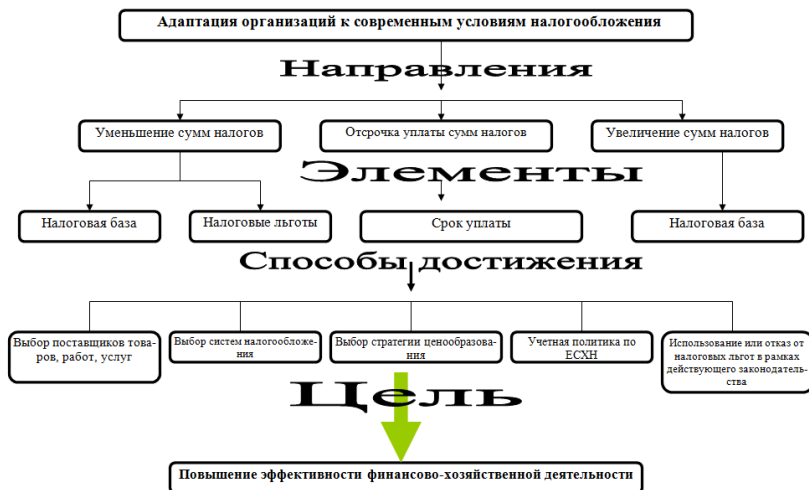 Адаптация организаций к современным условиям налогообложения
Направления
Уменьшение сумм налогов
Отсрочка уплаты сумм налогов
Увеличение сумм налогов
Элементы
Налоговая база
Налоговые льготы
Срок уплаты
Налоговая база
Способы достижения
Выбор поставщиков това-
ров, работ, услуг
Выбор систем налогообложе-
ния
Выбор стратегии ценообразова-
ния
Учетная политика по
ЕСХН
Использование или отказ от
налоговых льгот в рамках
действующего законодатель-
ства
Цель
Повышение эффективности финансово-хозяйственной деятельности